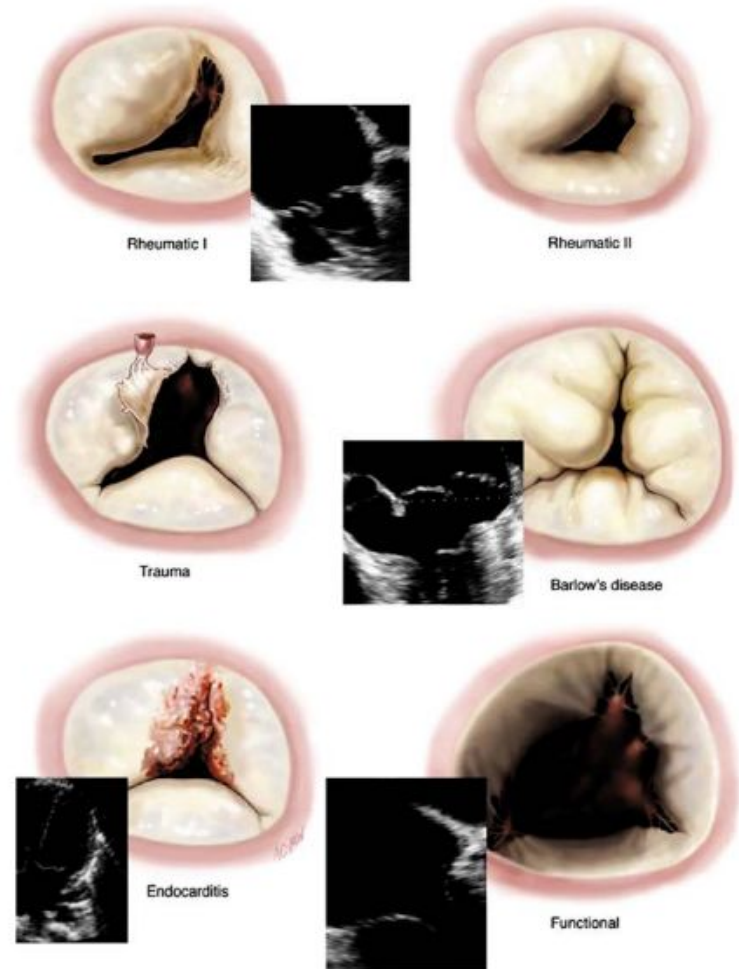 Rheumatic I
Rheumatic II
Trauma
Barlow's disease
Endocarditis
Functional